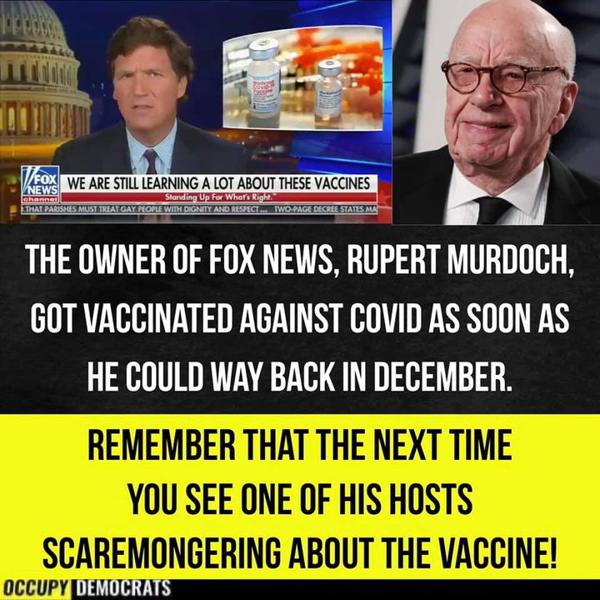 FOX
NEWS
channel
WE ARE STILL LEARNING A LOT ABOUT THESE VACCINES
Standing Up For What's Right.
THAT PARISHES MUST TREAT GAY PEOPLE WITH DIGNITY AND RESPECT... TWO-PAGE DECREE STATES MA
THE OWNER OF FOX NEWS, RUPERT MURDOCH,
GOT VACCINATED AGAINST COVID AS SOON AS
HE COULD WAY BACK IN DECEMBER.
REMEMBER THAT THE NEXT TIME
YOU SEE ONE OF HIS HOSTS
SCAREMONGERING ABOUT THE VACCINE!
OCCUPY DEMOCRATS